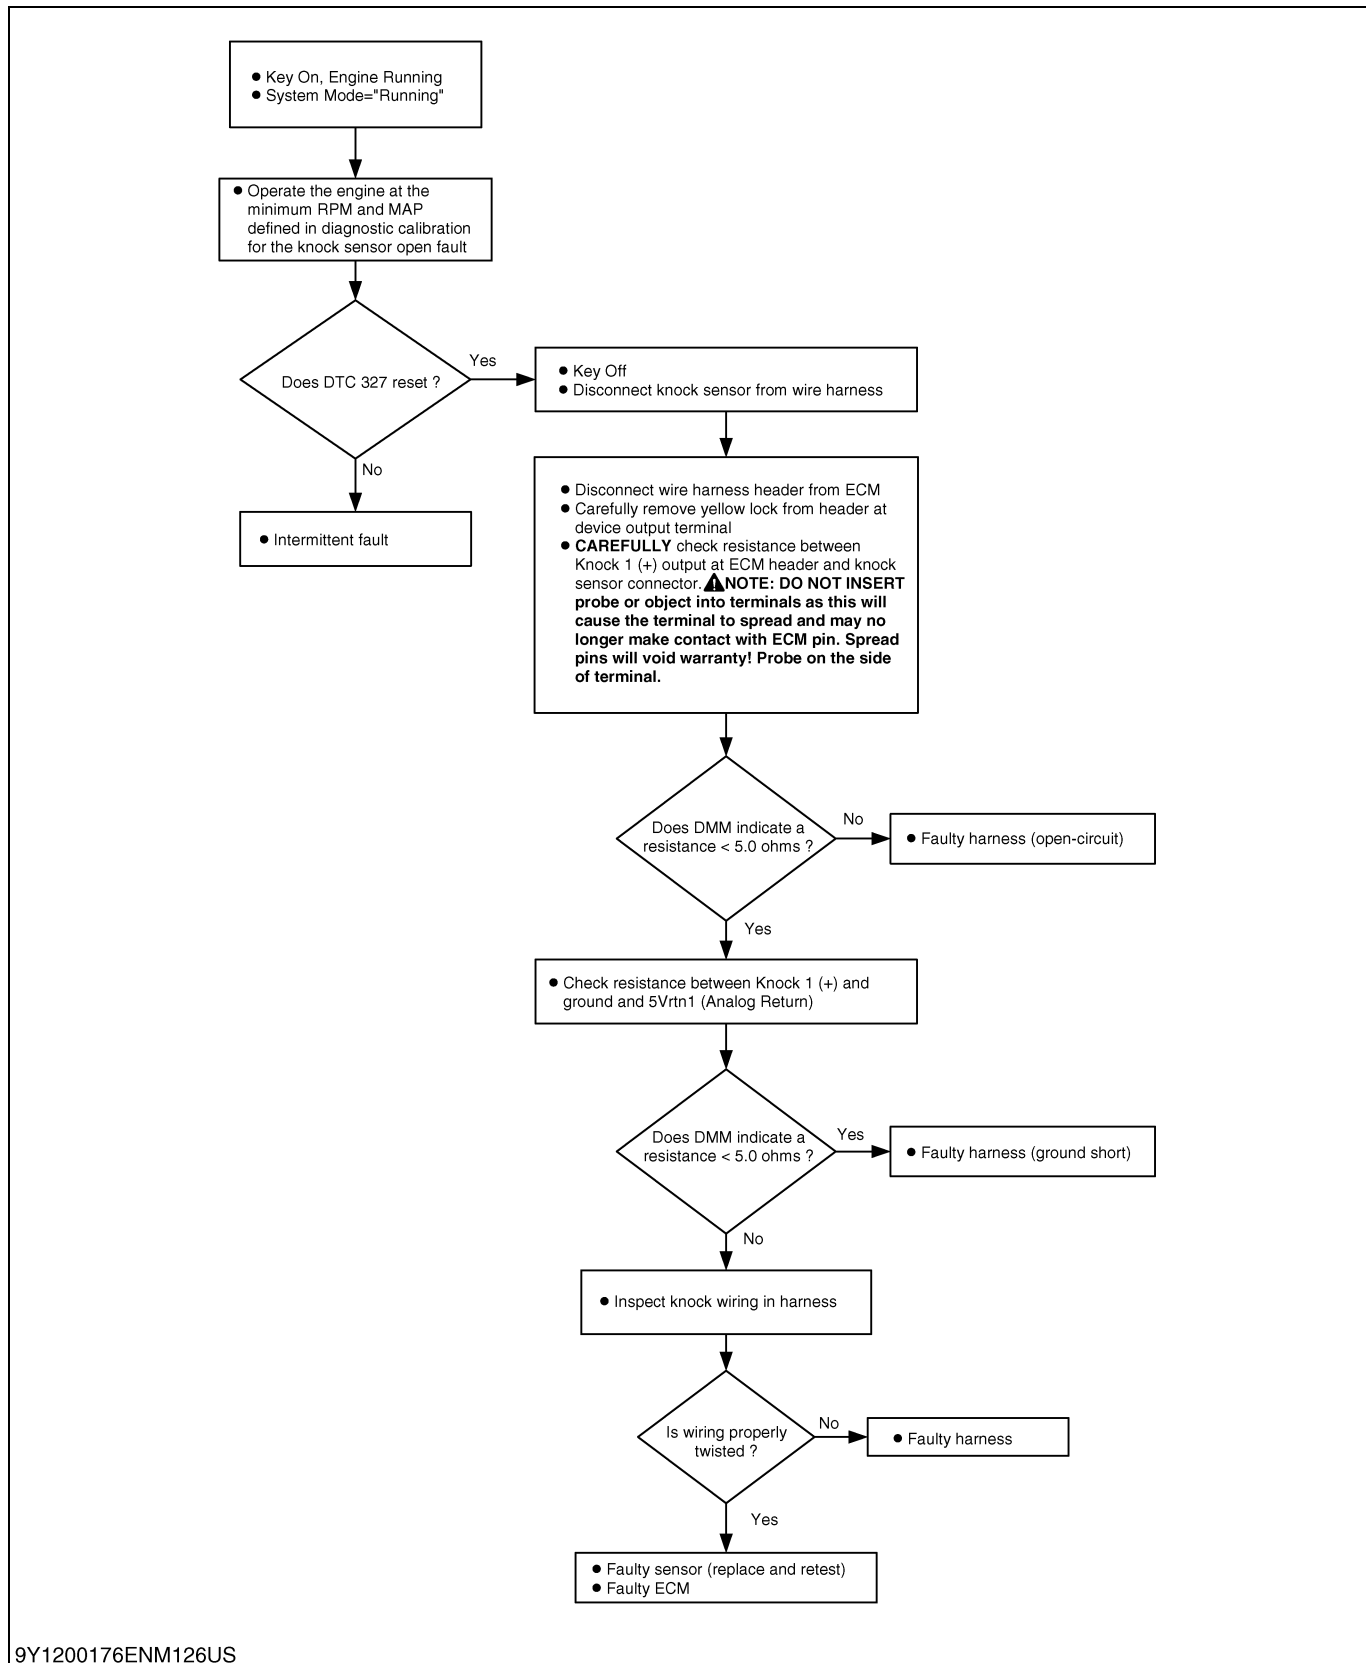 ● Key On, Engine Running
● System Mode="Running"
● Operate the engine at the
minimum RPM and MAP
defined in diagnostic calibration
for the knock sensor open fault
Does DTC 327 reset ?
Yes
● Key Off
● Disconnect knock sensor from wire harness
No
● Intermittent fault
● Disconnect wire harness header from ECM
● Carefully remove yellow lock from header at
device output terminal
● CAREFULLY check resistance between
Knock 1 (+) output at ECM header and knock
sensor connector. NOTE: DO NOT INSERT
probe or object into terminals as this will
cause the terminal to spread and may no
longer make contact with ECM pin. Spread
pins will void warranty! Probe on the side
of terminal.
Does DMM indicate a
resistance < 5.0 ohms ?
No
● Faulty harness (open-circuit)
Yes
● Check resistance between Knock 1 (+) and
ground and 5Vrtn1 (Analog Return)
Does DMM indicate a
resistance < 5.0 ohms ?
Yes
● Faulty harness (ground short)
No
● Inspect knock wiring in harness
Is wiring properly
twisted ?
No
● Faulty harness
Yes
● Faulty sensor (replace and retest)
● Faulty ECM
9Y1200176ENM126US